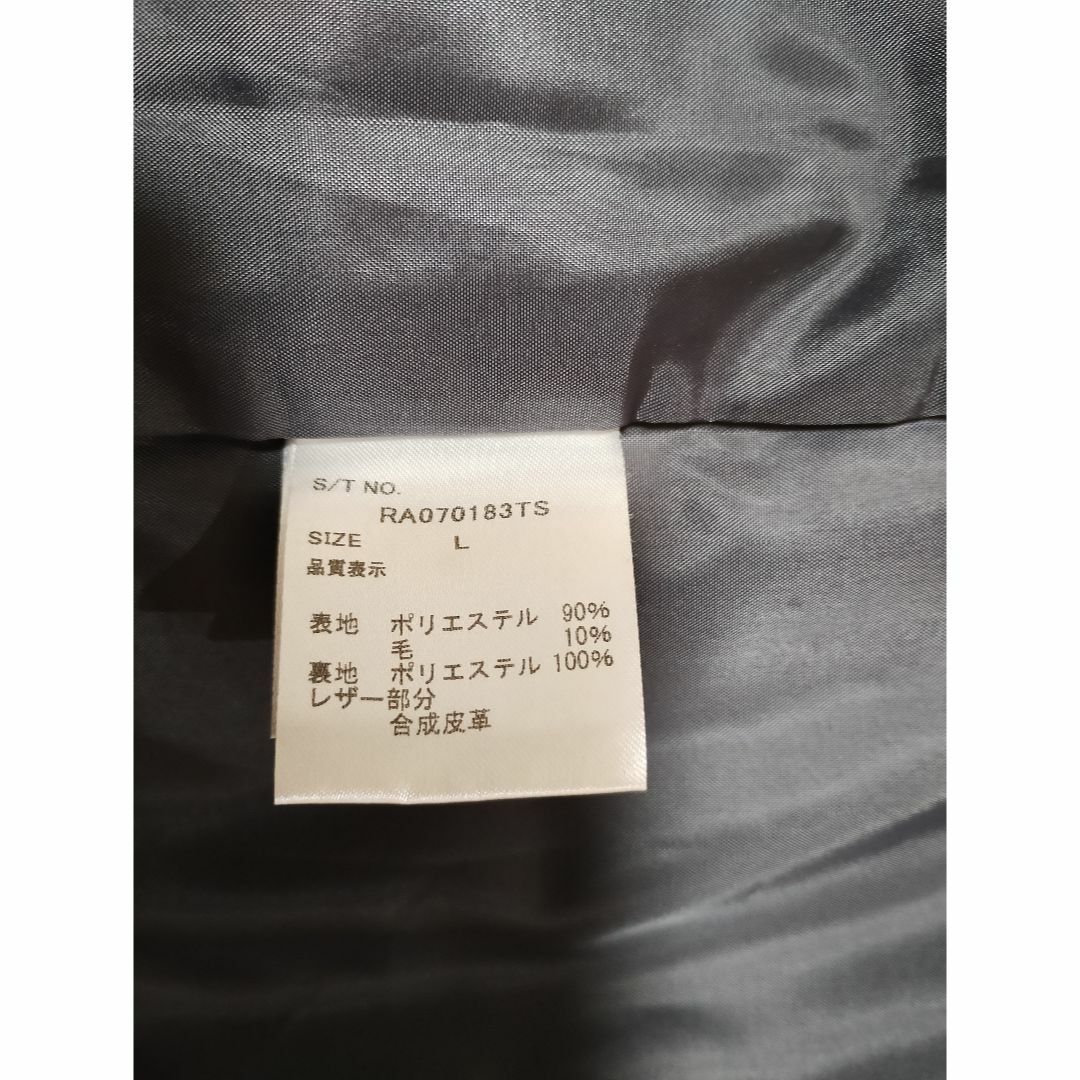 S/T NO.
RA070183TS
SIZE L
品質表示
表地 ポリエステル 90%
毛 10%
裏地 ポリエステル 100%
レザー部分
合成皮革